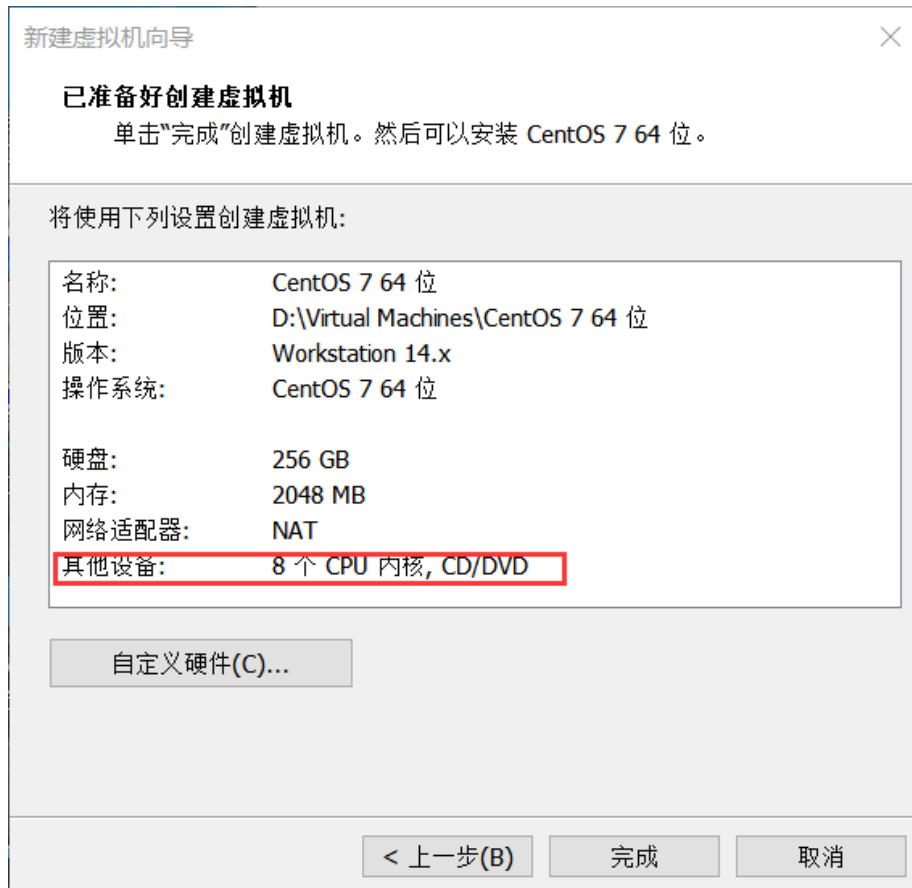 新建虚拟机向导
已准备好创建虚拟机
单击“完成”创建虚拟机。然后可以安装 CentOS 7 64 位。
将使用下列设置创建虚拟机:
名称: CentOS 7 64 位
位置: D:\Virtual Machines\CentOS 7 64 位
版本: Workstation 14.x
操作系统: CentOS 7 64 位
硬盘: 256 GB
内存: 2048 MB
网络适配器: NAT
其他设备: 8 个 CPU 内核, CD/DVD
自定义硬件(C)...
< 上一步(B) 完成 取消